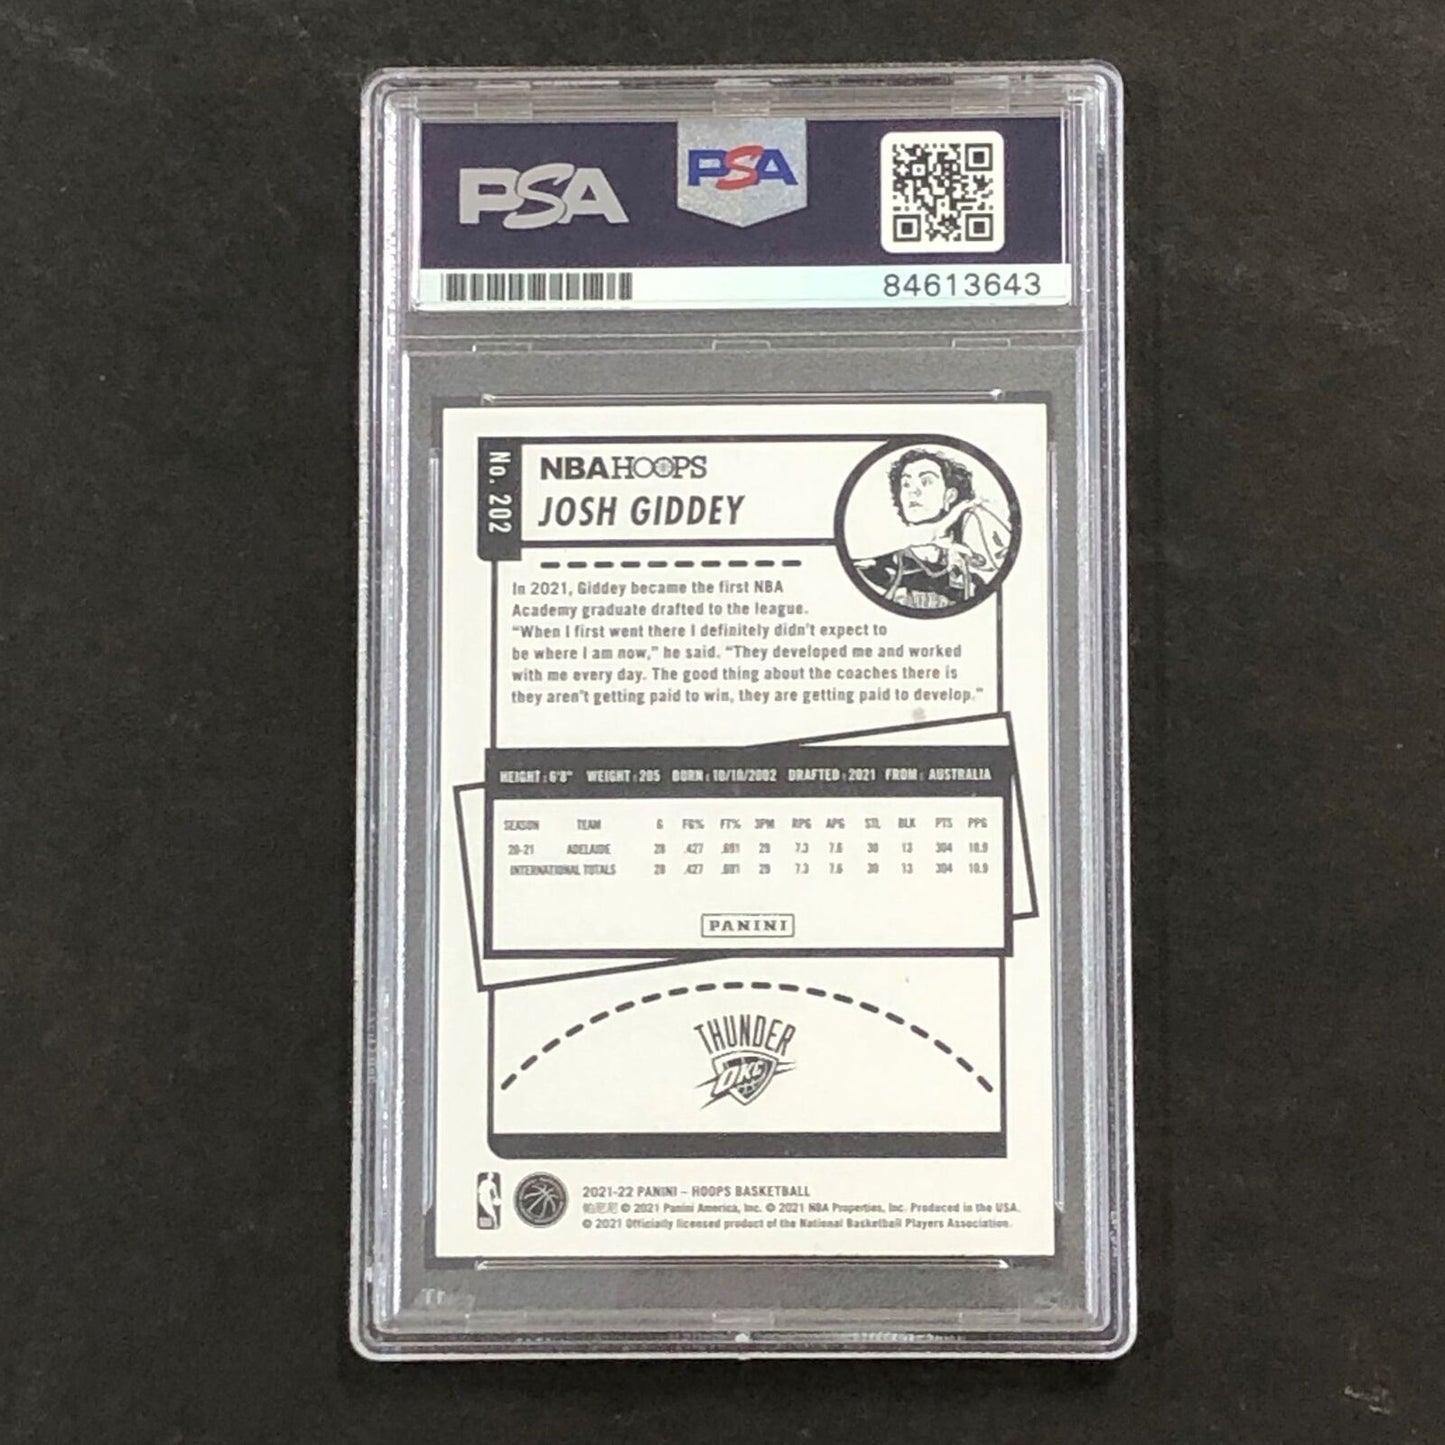 PSA
PSA
84613643
No. 202
NBA HOOPS
JOSH GIDDEY
In 2021, Giddey became the first NBA
Academy graduate drafted to the league.
“When I first went there I definitely didn’t expect to
be where I am now,” he said. “They developed me and worked
with me every day. The good thing about the coaches there is
they aren’t getting paid to win, they are getting paid to develop.”
HEIGHT: 6'8" WEIGHT: 205 BORN: 10/10/2002 DRAFTED: 2021 FROM: AUSTRALIA
SEASON TEAM G FG% FT% 3PM RPG APG STL BLK PTS PPG
20-21 ADELAIDE 28 .427 .691 29 7.3 7.6 30 13 304 10.9
INTERNATIONAL TOTALS 28 .427 .691 29 7.3 7.6 30 13 304 10.9
PANINI
THUNDER
OKC
2021-22 PANINI – HOOPS BASKETBALL
帕尼尼 © 2021 Panini America, Inc. © 2021 NBA Properties, Inc. Produced in the USA.
© 2021 Officially licensed product of the National Basketball Players Association.